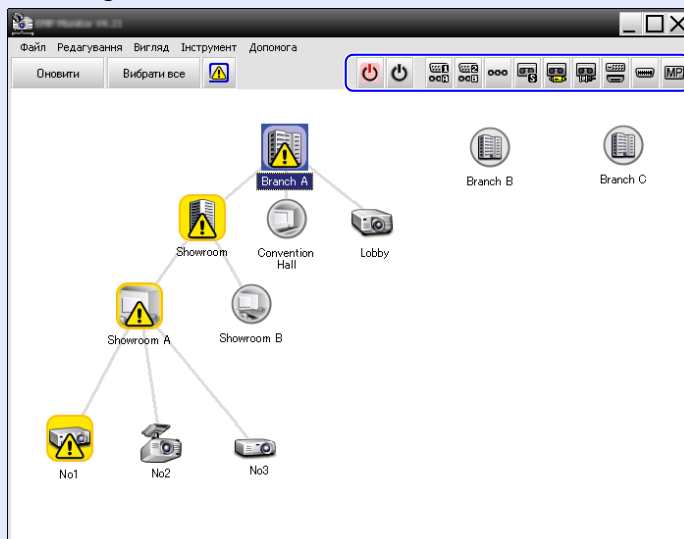 Файл Редагування Вигляд Інструмент Допомога
Оновити Вибрати все
MP
Branch A Branch B Branch C
Showroom Convention Hall Lobby
Showroom A Showroom B
No1 No2 No3